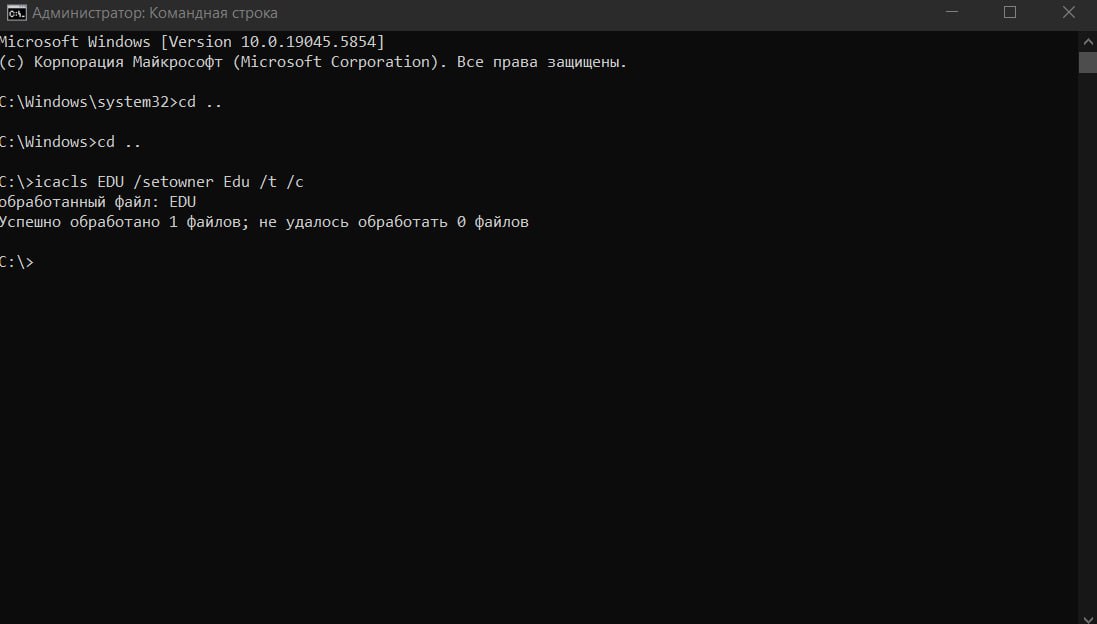 Администратор: Командная строка
Microsoft Windows [Version 10.0.19045.5854]
(c) Корпорация Майкрософт (Microsoft Corporation). Все права защищены.
C:\Windows\system32>cd ..
C:\Windows>cd ..
C:\>icacls EDU /setowner Edu /t /c
обработанный файл: EDU
Успешно обработано 1 файлов; не удалось обработать 0 файлов
C:\>